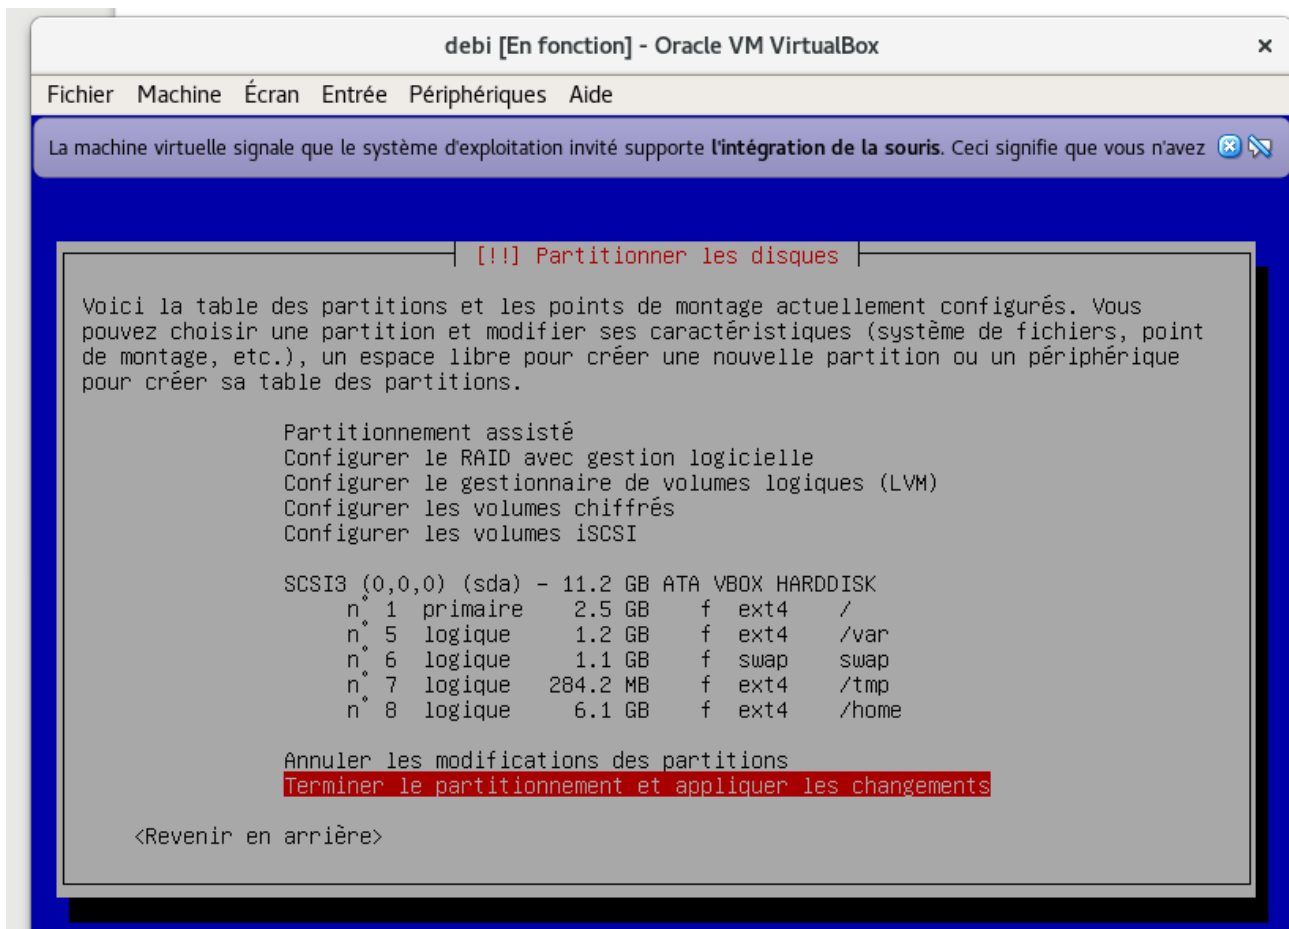 debi [En fonction] - Oracle VM VirtualBox
Fichier Machine Écran Entrée Périphériques Aide
La machine virtuelle signale que le système d'exploitation invité supporte l'intégration de la souris. Ceci signifie que vous n'avez
[!!] Partitionner les disques
Voici la table des partitions et les points de montage actuellement configurés. Vous
pouvez choisir une partition et modifier ses caractéristiques (système de fichiers, point
de montage, etc.), un espace libre pour créer une nouvelle partition ou un périphérique
pour créer sa table des partitions.
Partitionnement assisté
Configurer le RAID avec gestion logicielle
Configurer le gestionnaire de volumes logiques (LVM)
Configurer les volumes chiffrés
Configurer les volumes iSCSI
SCSI3 (0,0,0) (sda) - 11.2 GB ATA VBOX HARDDISK
n° 1 primaire 2.5 GB f ext4 /
n° 5 logique 1.2 GB f ext4 /var
n° 6 logique 1.1 GB f swap swap
n° 7 logique 284.2 MB f ext4 /tmp
n° 8 logique 6.1 GB f ext4 /home
Annuler les modifications des partitions
Terminer le partitionnement et appliquer les changements
<Revenir en arrière>